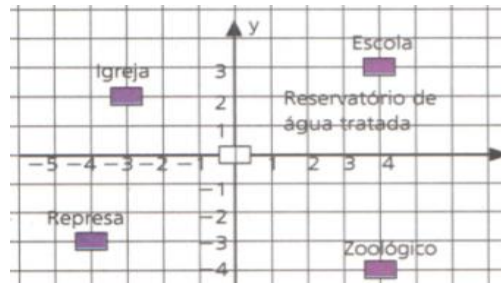 y
Escola
Igreja
3
Reservatório de
2
água tratada
1
-5 -4 -3 -2 -1 1 2 3 4
-1
Represa
-2
-3
Zoológico
-4